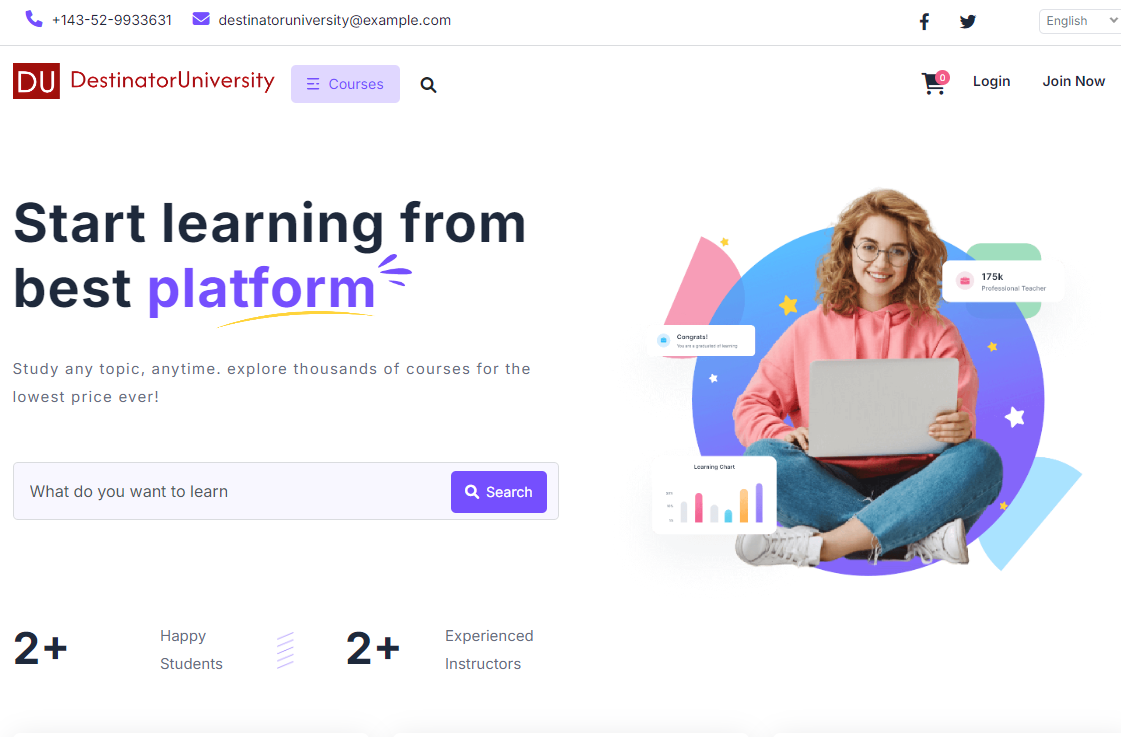 +143-52-9933631 destinatoruniversity@example.com English
DU DestinatorUniversity Courses 0 Login Join Now
Start learning from
best platform
Study any topic, anytime. explore thousands of courses for the
lowest price ever!
What do you want to learn Search
175k
Professional Teacher
Congrats!
You are a graduated of learning
Learning Chart
2+ Happy Students
2+ Experienced Instructors